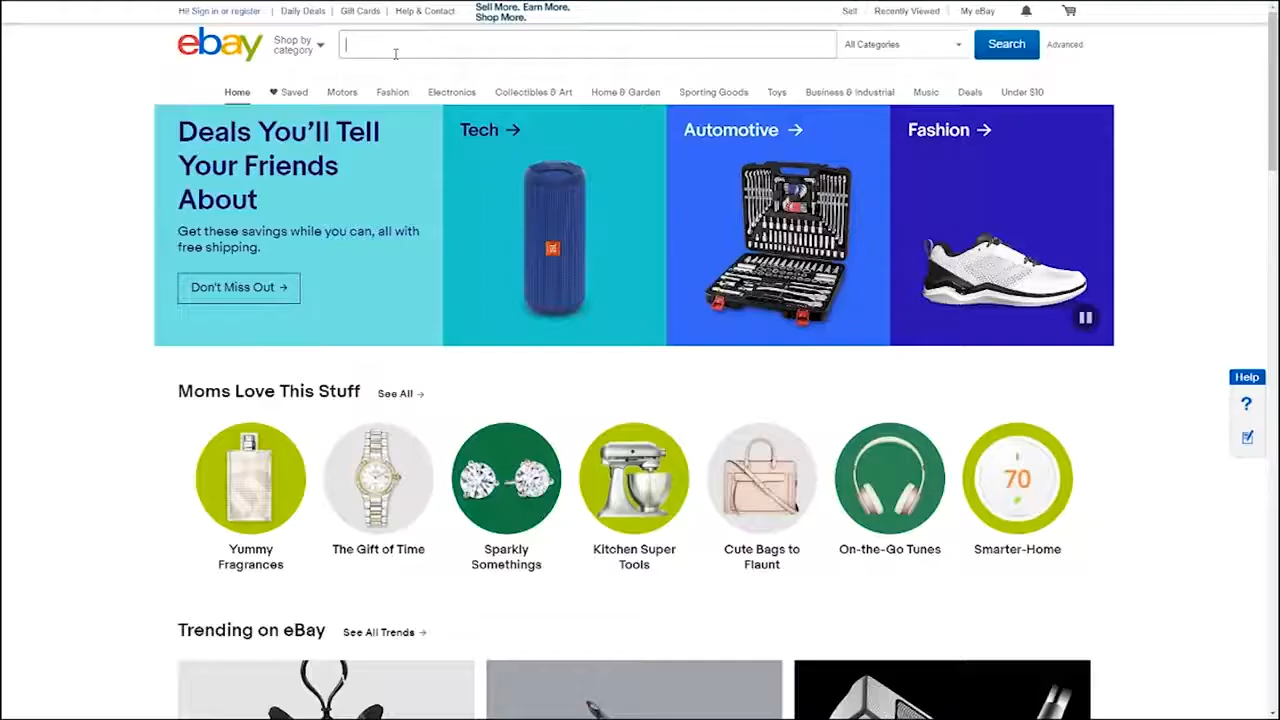 Hi! Sign in or register
Daily Deals
Gift Cards
Help & Contact
Sell More. Earn More.
Shop More.
Sell
Recently Viewed
My eBay
ebay
Shop by
category
All Categories
Search
Advanced
Home
Saved
Motors
Fashion
Electronics
Collectibles & Art
Home & Garden
Sporting Goods
Toys
Business & Industrial
Music
Deals
Under $10
Deals You'll Tell
Your Friends
About
Get these savings while you can, all with
free shipping.
Don't Miss Out →
Tech →
JBL
Automotive →
Fashion →
Help
?
Moms Love This Stuff
See All →
70
Yummy
Fragrances
The Gift of Time
Sparkly
Somethings
Kitchen Super
Tools
Cute Bags to
Flaunt
On-the-Go Tunes
Smarter-Home
Trending on eBay
See All Trends →